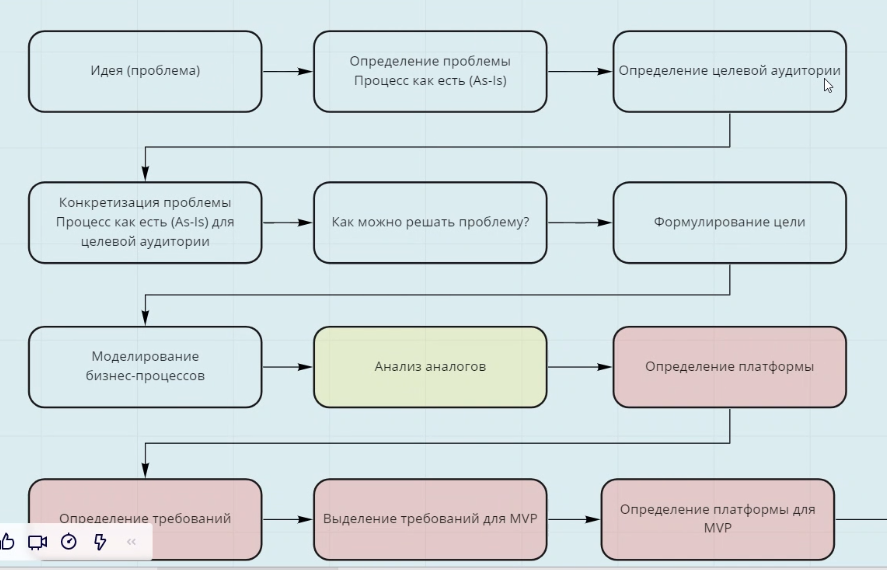 Идея (проблема)
Определение проблемы
Процесс как есть (As-Is)
Определение целевой аудитории
Конкретизация проблемы
Процесс как есть (As-Is) для
целевой аудитории
Как можно решать проблему?
Формулирование цели
Моделирование
бизнес-процессов
Анализ аналогов
Определение платформы
Определение требований
Выделение требований для MVP
Определение платформы для
MVP